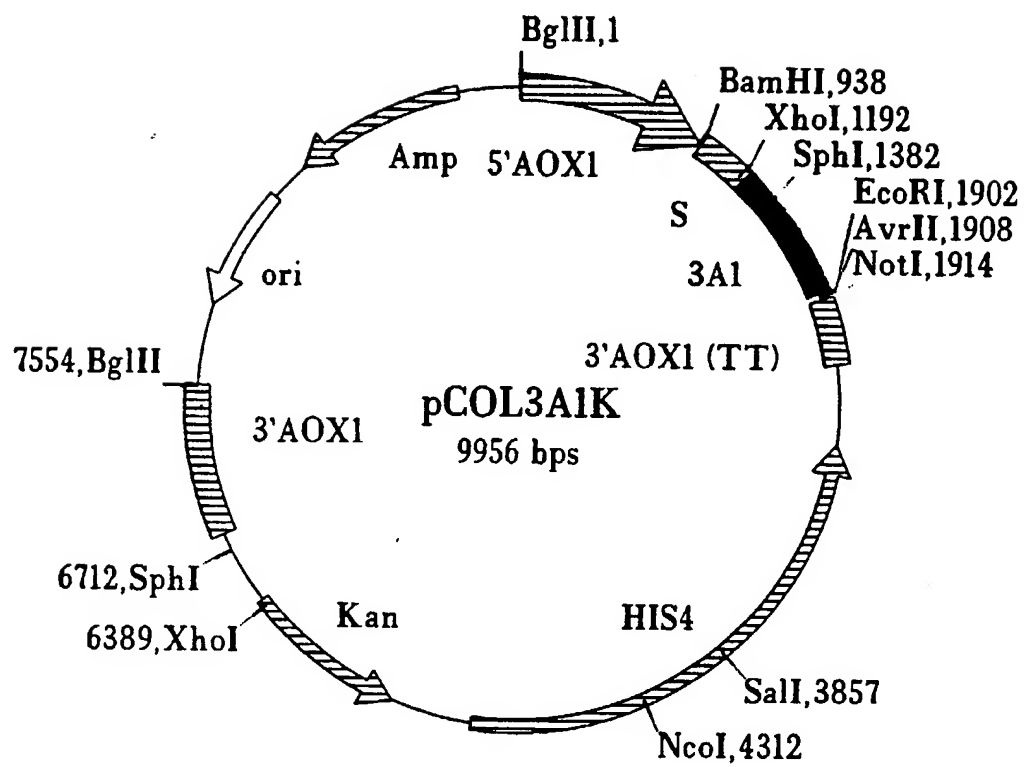 BglII,1
BamHI,938
XhoI,1192
SphI,1382
EcoRI,1902
AvrII,1908
NotI,1914
Amp
5'AOX1
S
3A1
ori
3'AOX1 (TT)
7554,BglII
pCOL3A1K
9956 bps
3'AOX1
6712,SphI
6389,XhoI
Kan
HIS4
SalI,3857
NcoI,4312